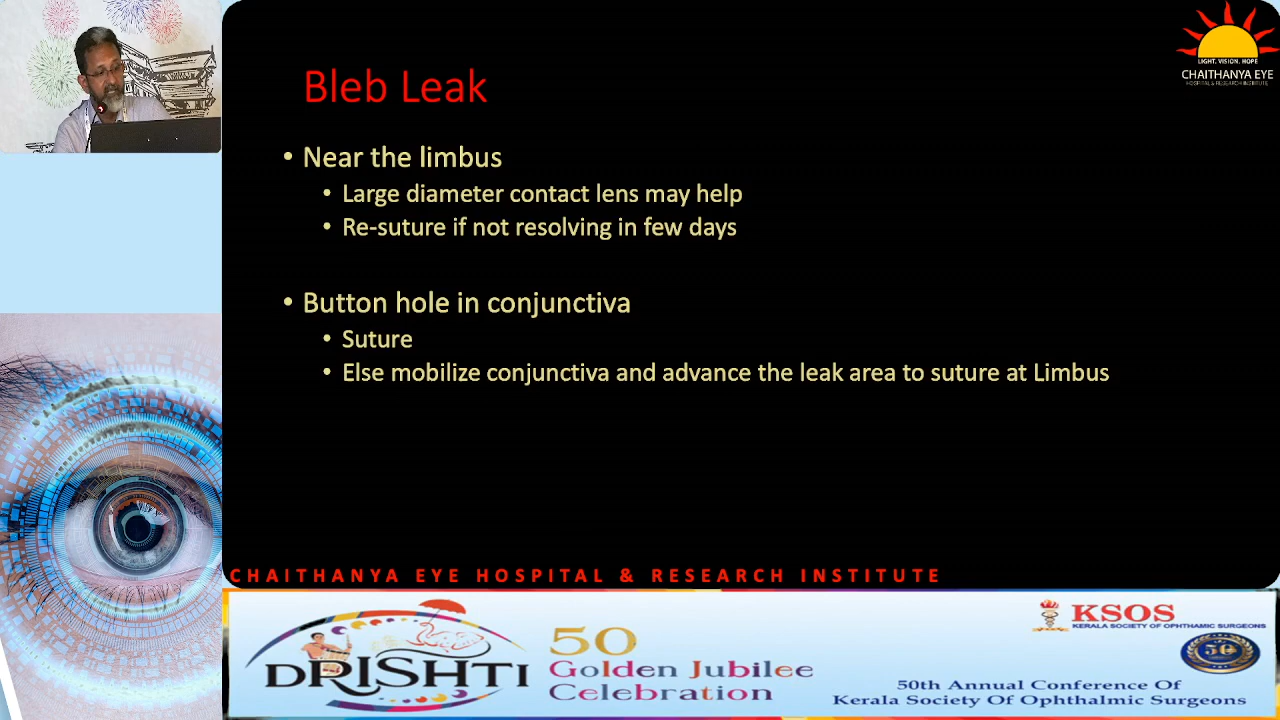 LIGHT. VISION. HOPE
CHAITHANYA EYE
HOSPITAL & RESEARCH INSTITUTE
Bleb Leak
• Near the limbus
• Large diameter contact lens may help
• Re-suture if not resolving in few days
• Button hole in conjunctiva
• Suture
• Else mobilize conjunctiva and advance the leak area to suture at Limbus
CHAITHANYA EYE HOSPITAL & RESEARCH INSTITUTE
DRISHTI
50
Golden Jubilee
Celebration
KSOS
KERALA SOCIETY OF OPHTHAMIC SURGEONS
50
50th Annual Conference Of
Kerala Society Of Ophthalmic Surgeons